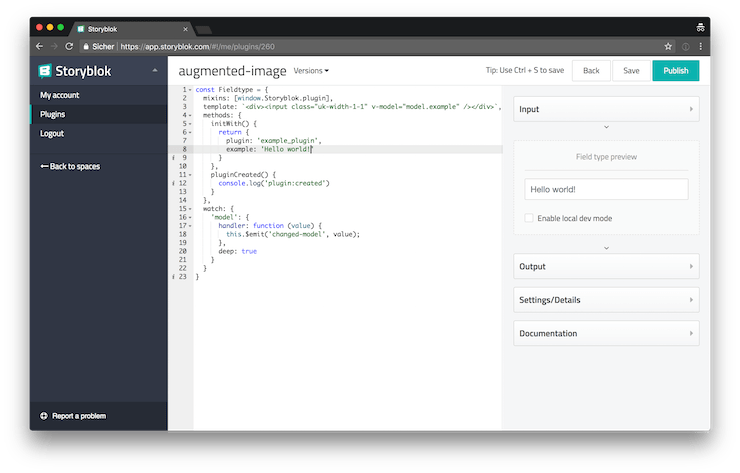 Storyblok
Sicher https://app.storyblok.com/#!/me/plugins/260
Storyblok
My account
Plugins
Logout
Back to spaces
Report a problem
augmented-image Versions
Tip: Use Ctrl + S to save Back Save Publish
1 const Fieldtype = {
2 mixins: [window.Storyblok.plugin],
3 template: `<div><input class="uk-width-1-1" v-model="model.example" /></div>`,
4 methods: {
5 initWith() {
6 return {
7 plugin: 'example_plugin',
8 example: 'Hello world!'
9 }
10 },
11 pluginCreated() {
12 console.log('plugin:created')
13 }
14 },
15 watch: {
16 'model': {
17 handler: function (value) {
18 this.$emit('changed-model', value);
19 },
20 deep: true
21 }
22 }
23 }
Input
Field type preview
Hello world!
Enable local dev mode
Output
Settings/Details
Documentation